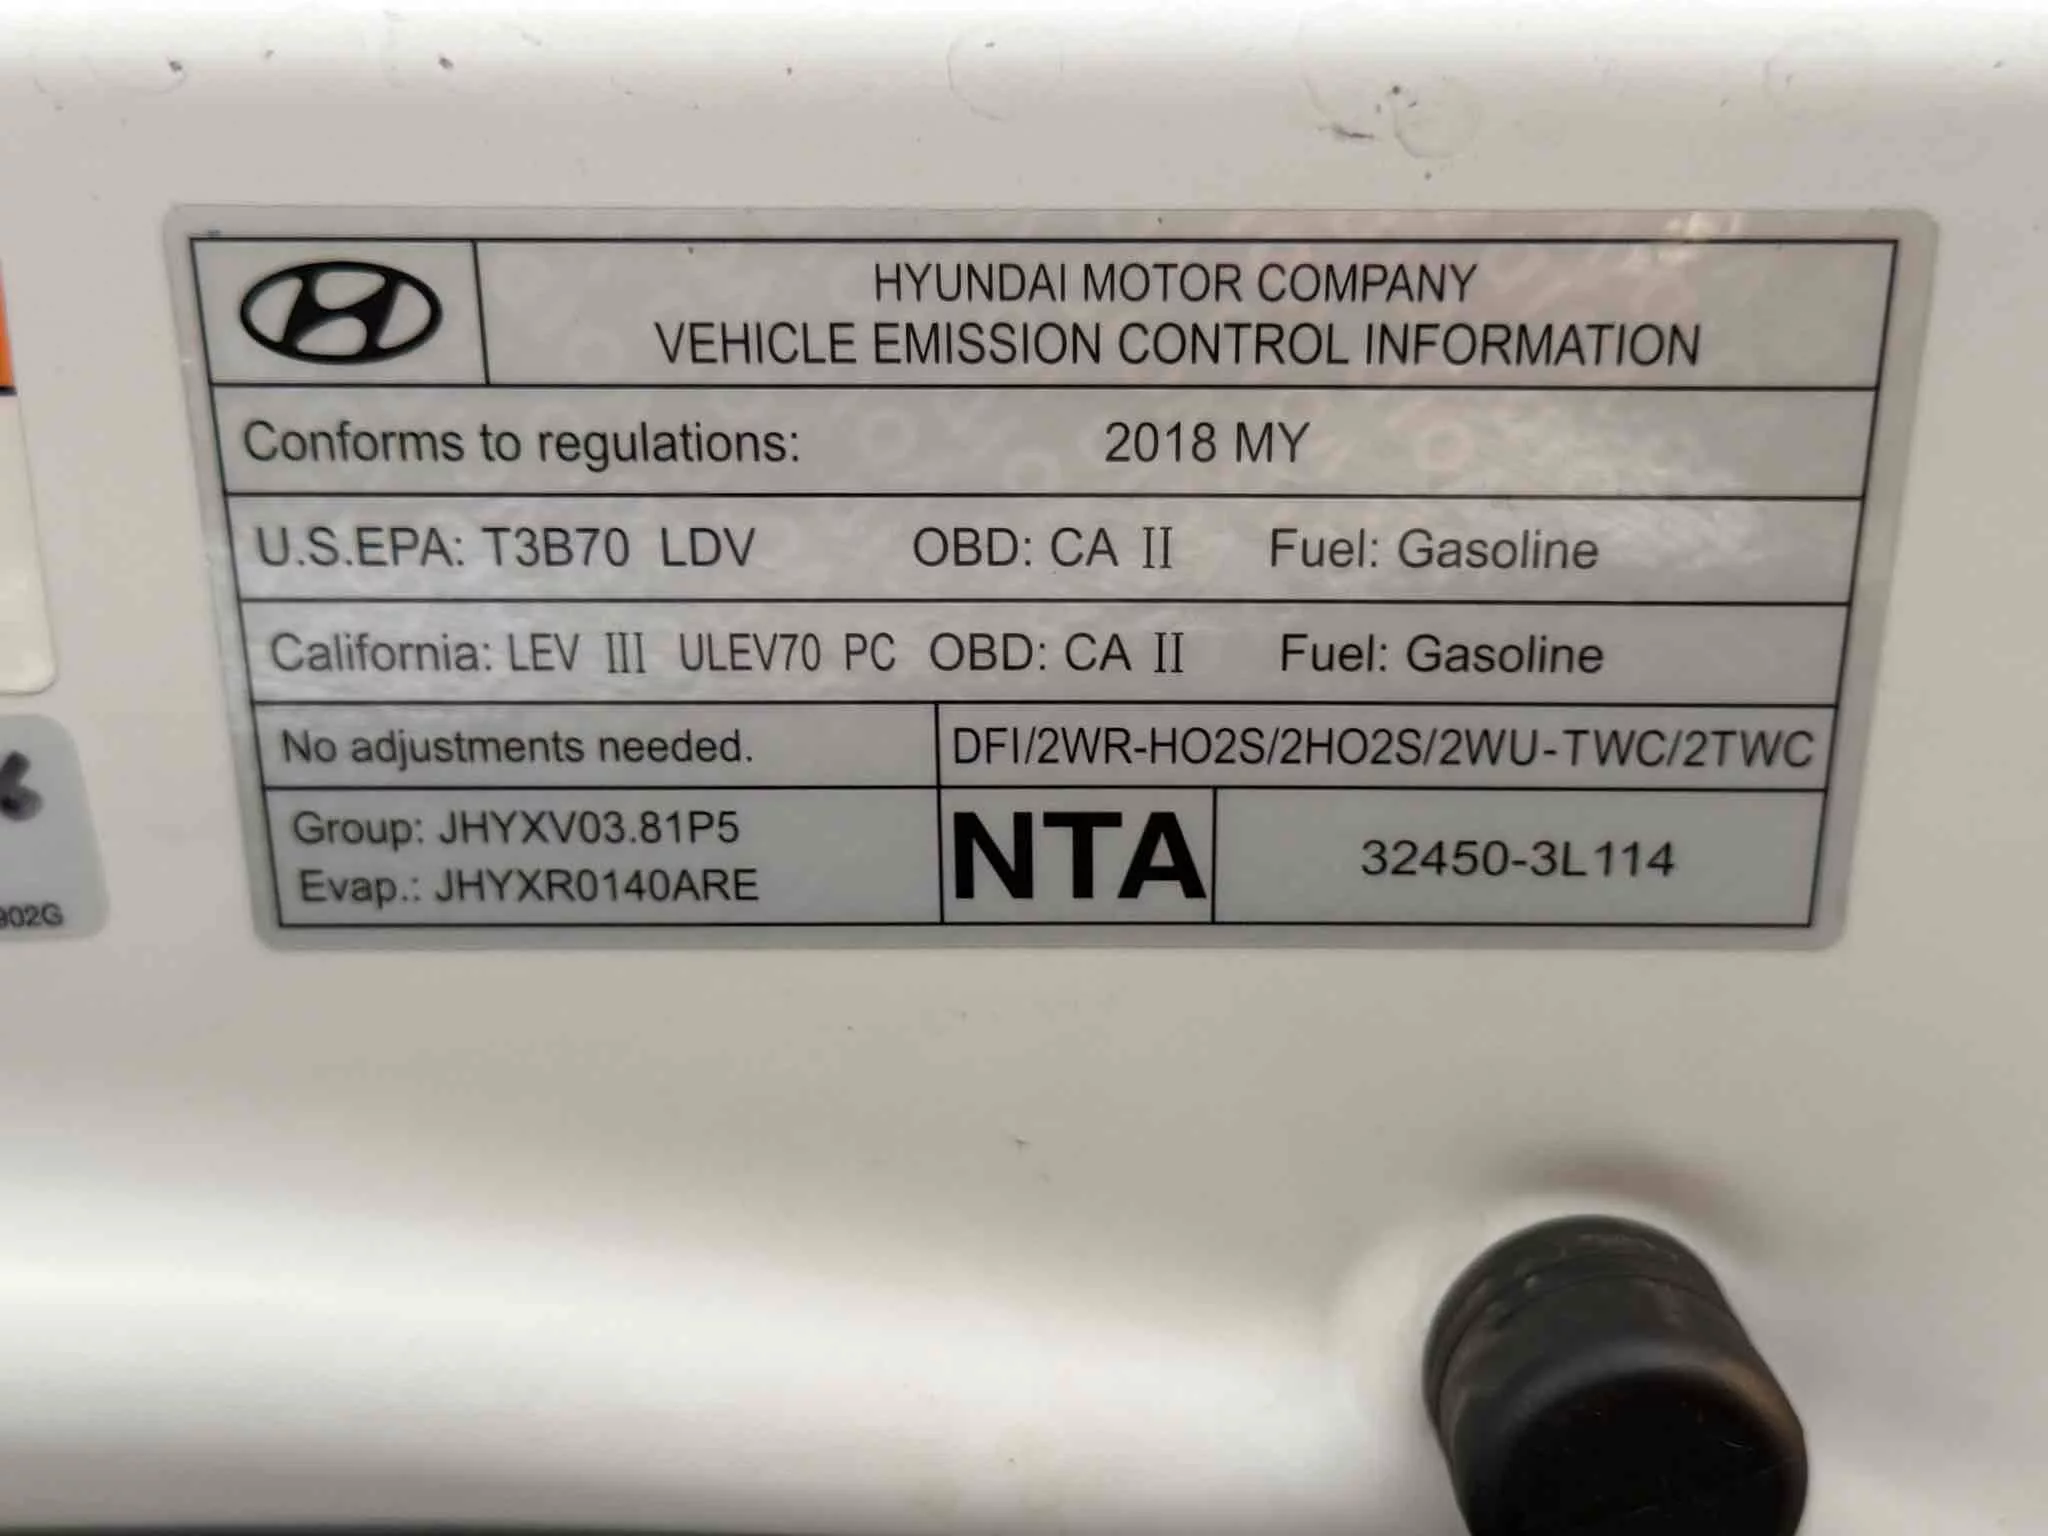 HYUNDAI MOTOR COMPANY
VEHICLE EMISSION CONTROL INFORMATION
Conforms to regulations: 2018 MY
U.S.EPA: T3B70 LDV OBD: CA II Fuel: Gasoline
California: LEV III ULEV70 PC OBD: CA II Fuel: Gasoline
No adjustments needed. DFI/2WR-HO2S/2HO2S/2WU-TWC/2TWC
Group: JHYXV03.81P5
Evap.: JHYXR0140ARE
NTA
32450-3L114
902G